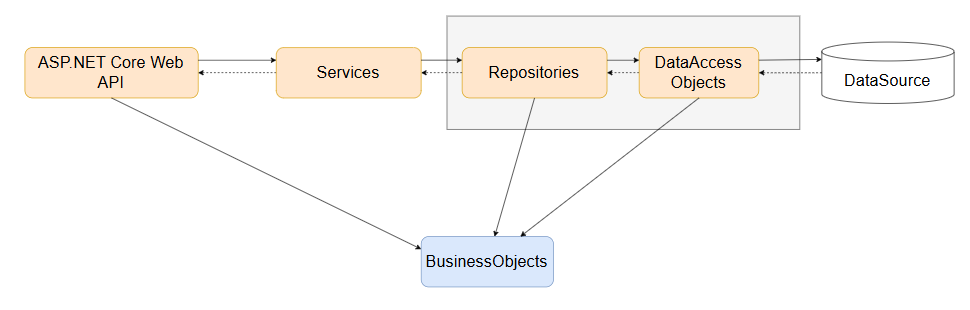 ASP.NET Core Web
API
Services
Repositories
DataAccess
Objects
DataSource
BusinessObjects